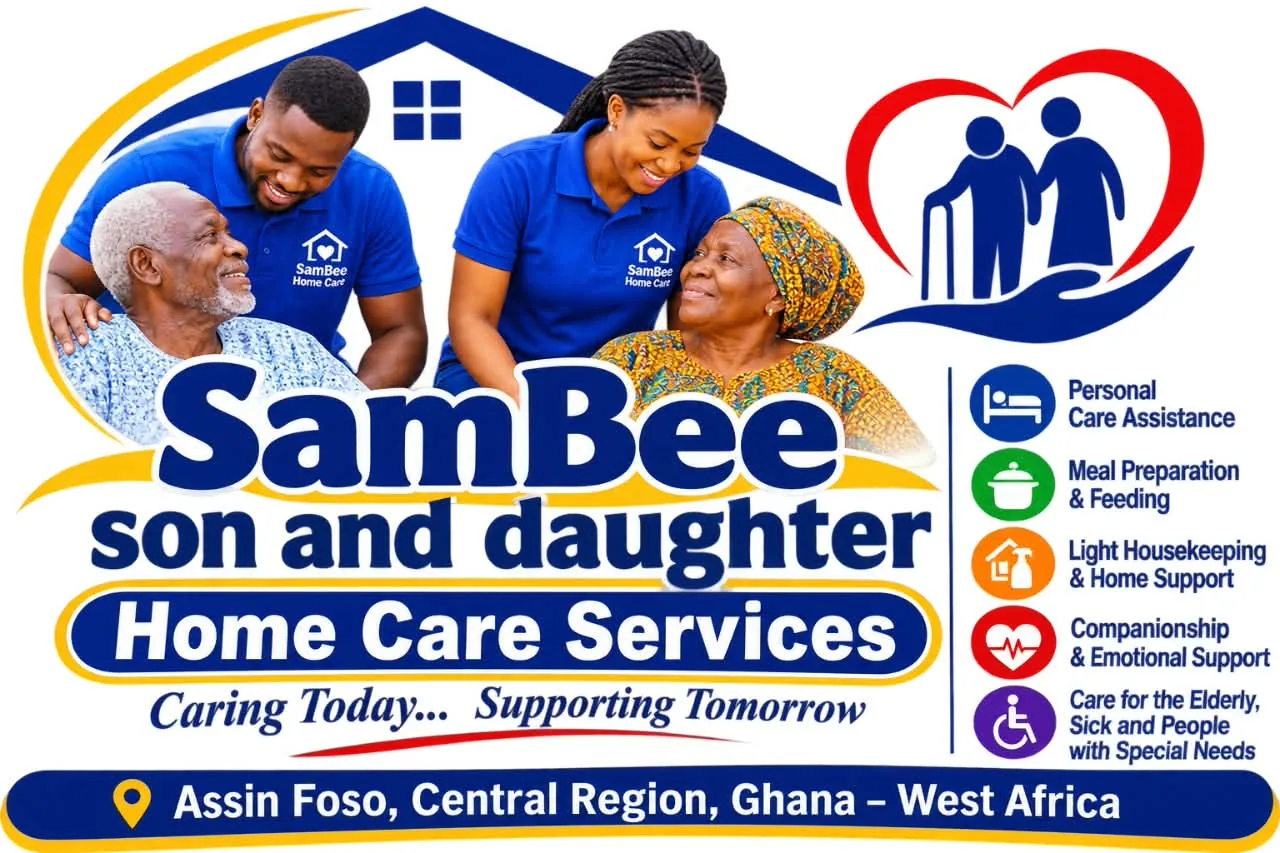 SamBee
Home Care
SamBee
Home Care
SamBee
son and daughter
Home Care Services
Caring Today... Supporting Tomorrow
Personal
Care Assistance
Meal Preparation
& Feeding
Light Housekeeping
& Home Support
Companionship
& Emotional Support
Care for the Elderly,
Sick and People
with Special Needs
Assin Foso, Central Region, Ghana – West Africa